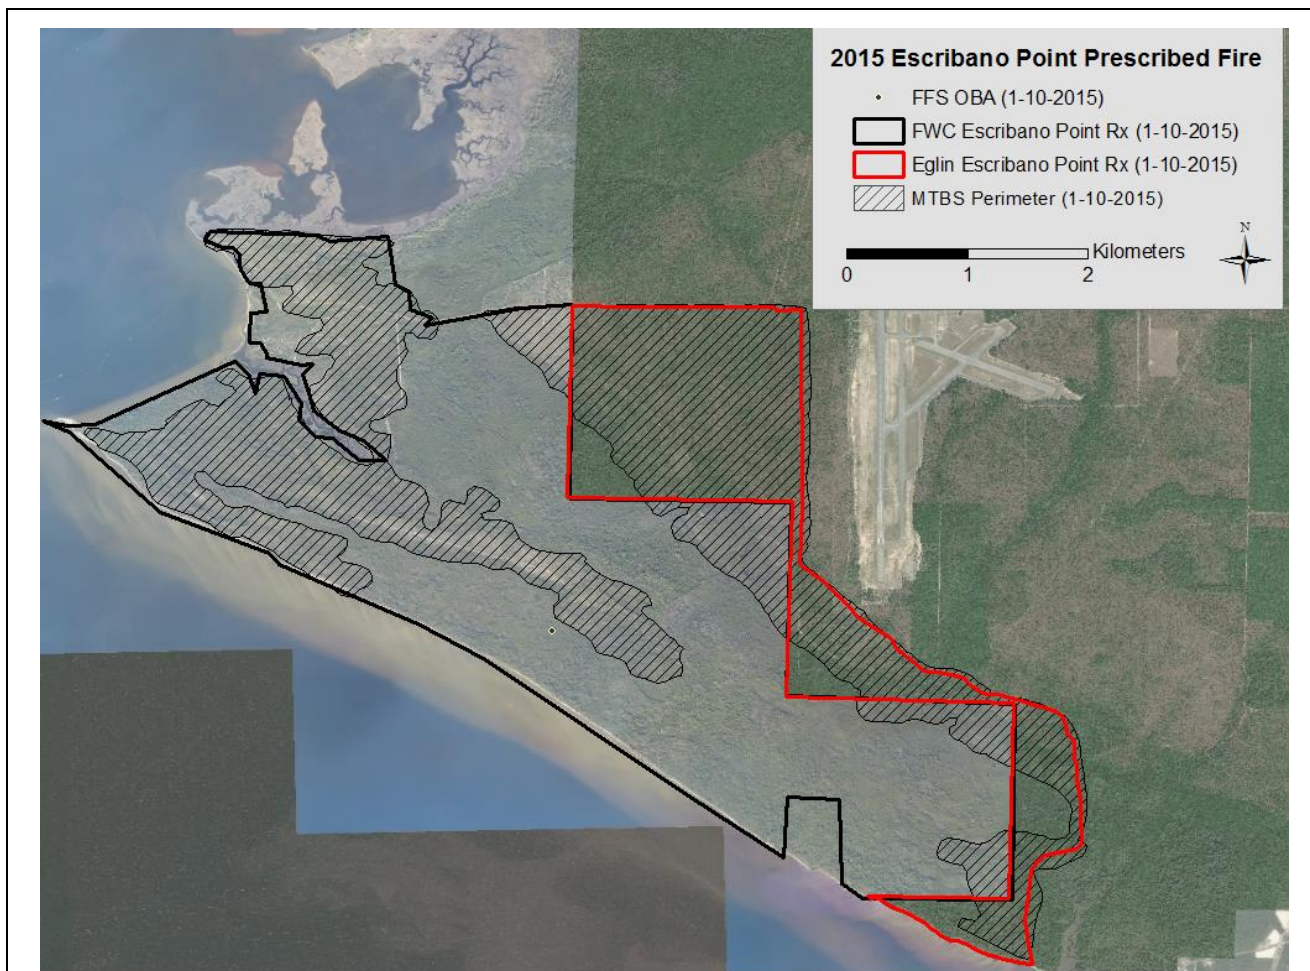 2015 Escribano Point Prescribed Fire
FFS OBA (1-10-2015)
FWC Escribano Point Rx (1-10-2015)
Eglin Escribano Point Rx (1-10-2015)
MTBS Perimeter (1-10-2015)
N
Kilometers
0 1 2